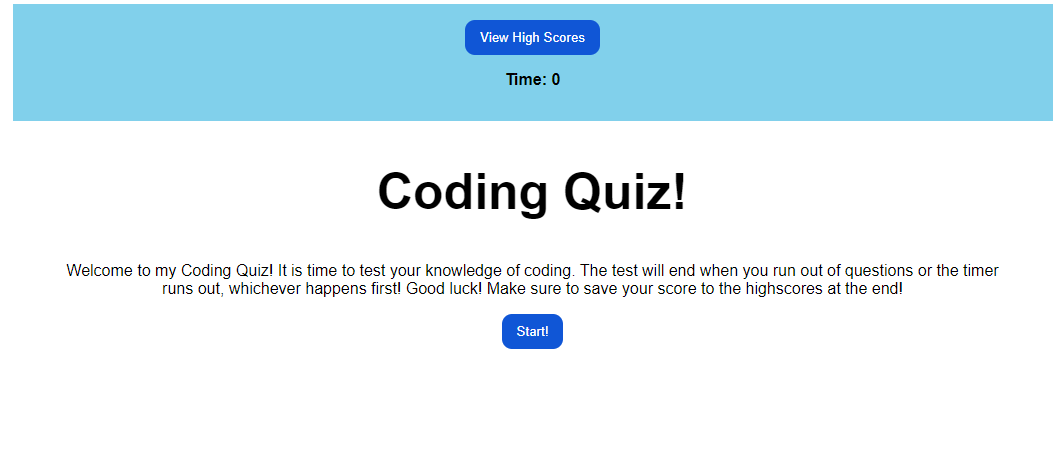 View High Scores
Time: 0
Coding Quiz!
Welcome to my Coding Quiz! It is time to test your knowledge of coding. The test will end when you run out of questions or the timer
runs out, whichever happens first! Good luck! Make sure to save your score to the highscores at the end!
Start!